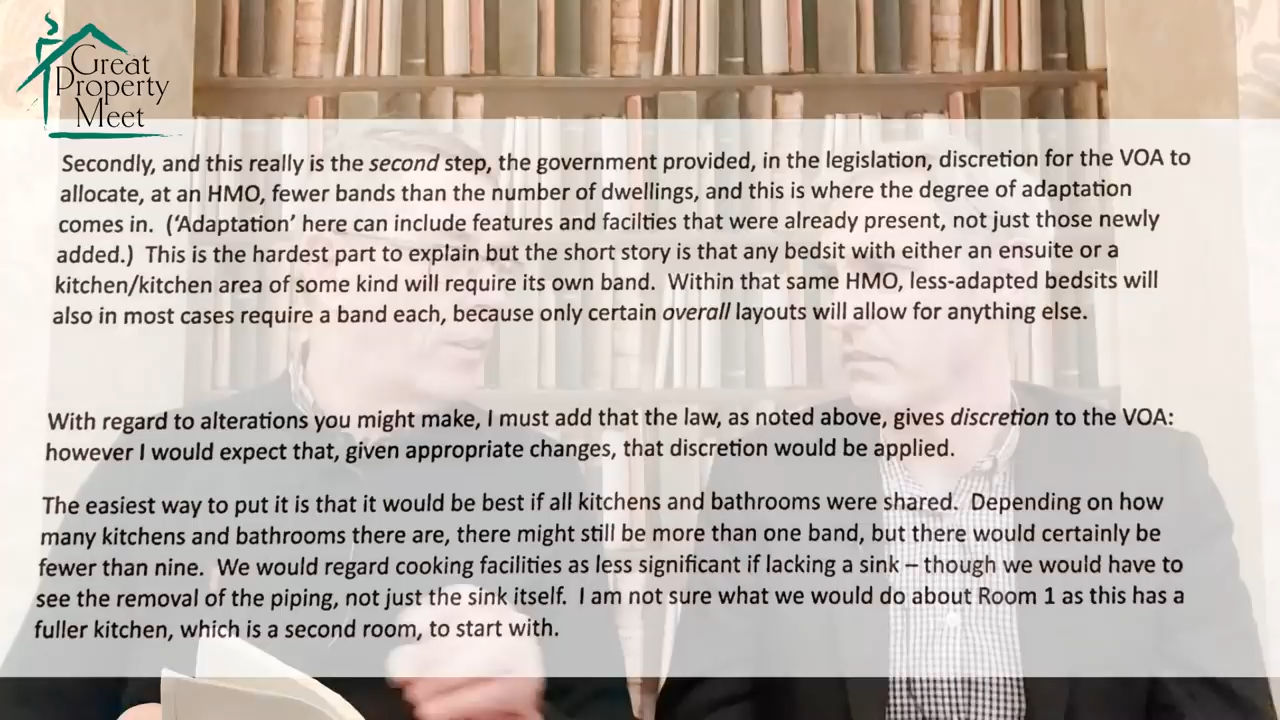 Great
Property
Meet
Secondly, and this really is the second step, the government provided, in the legislation, discretion for the VOA to
allocate, at an HMO, fewer bands than the number of dwellings, and this is where the degree of adaptation
comes in.  (‘Adaptation’ here can include features and facilties that were already present, not just those newly
added.)  This is the hardest part to explain but the short story is that any bedsit with either an ensuite or a
kitchen/kitchen area of some kind will require its own band.  Within that same HMO, less-adapted bedsits will
also in most cases require a band each, because only certain overall layouts will allow for anything else.
With regard to alterations you might make, I must add that the law, as noted above, gives discretion to the VOA:
however I would expect that, given appropriate changes, that discretion would be applied.
The easiest way to put it is that it would be best if all kitchens and bathrooms were shared.  Depending on how
many kitchens and bathrooms there are, there might still be more than one band, but there would certainly be
fewer than nine.  We would regard cooking facilities as less significant if lacking a sink – though we would have to
see the removal of the piping, not just the sink itself.  I am not sure what we would do about Room 1 as this has a
fuller kitchen, which is a second room, to start with.